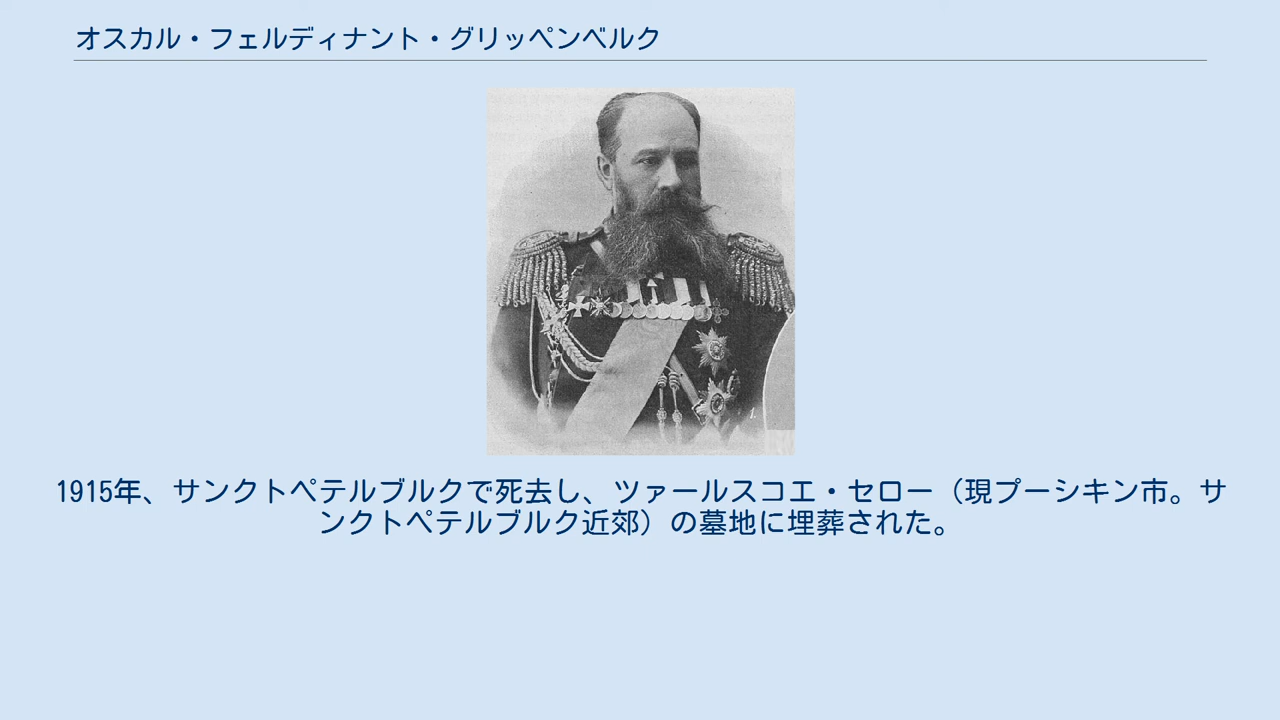 オスカル・フェルディナント・グリッペンベルク
1915年、サンクトペテルブルクで死去し、ツァールスコエ・セロー（現プーシキン市。サ
ンクトペテルブルク近郊）の墓地に埋葬された。